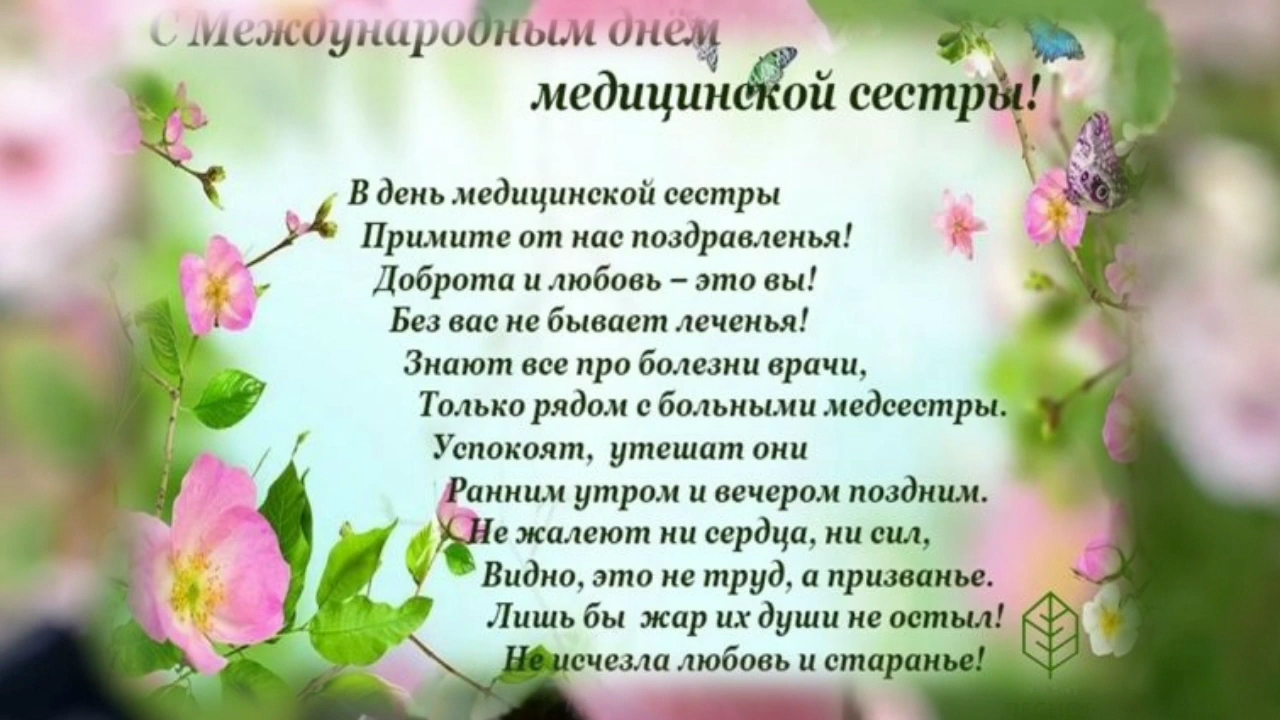 С Международным днём
медицинской сестры!
В день медицинской сестры
Примите от нас поздравленья!
Доброта и любовь – это вы!
Без вас не бывает леченья!
Знают все про болезни врачи,
Только рядом с больными медсестры.
Успокоят, утешат они
Ранним утром и вечером поздним.
Не жалеют ни сердца, ни сил,
Видно, это не труд, а призванье.
Лишь бы жар их души не остыл!
Не исчезла любовь и старанье!